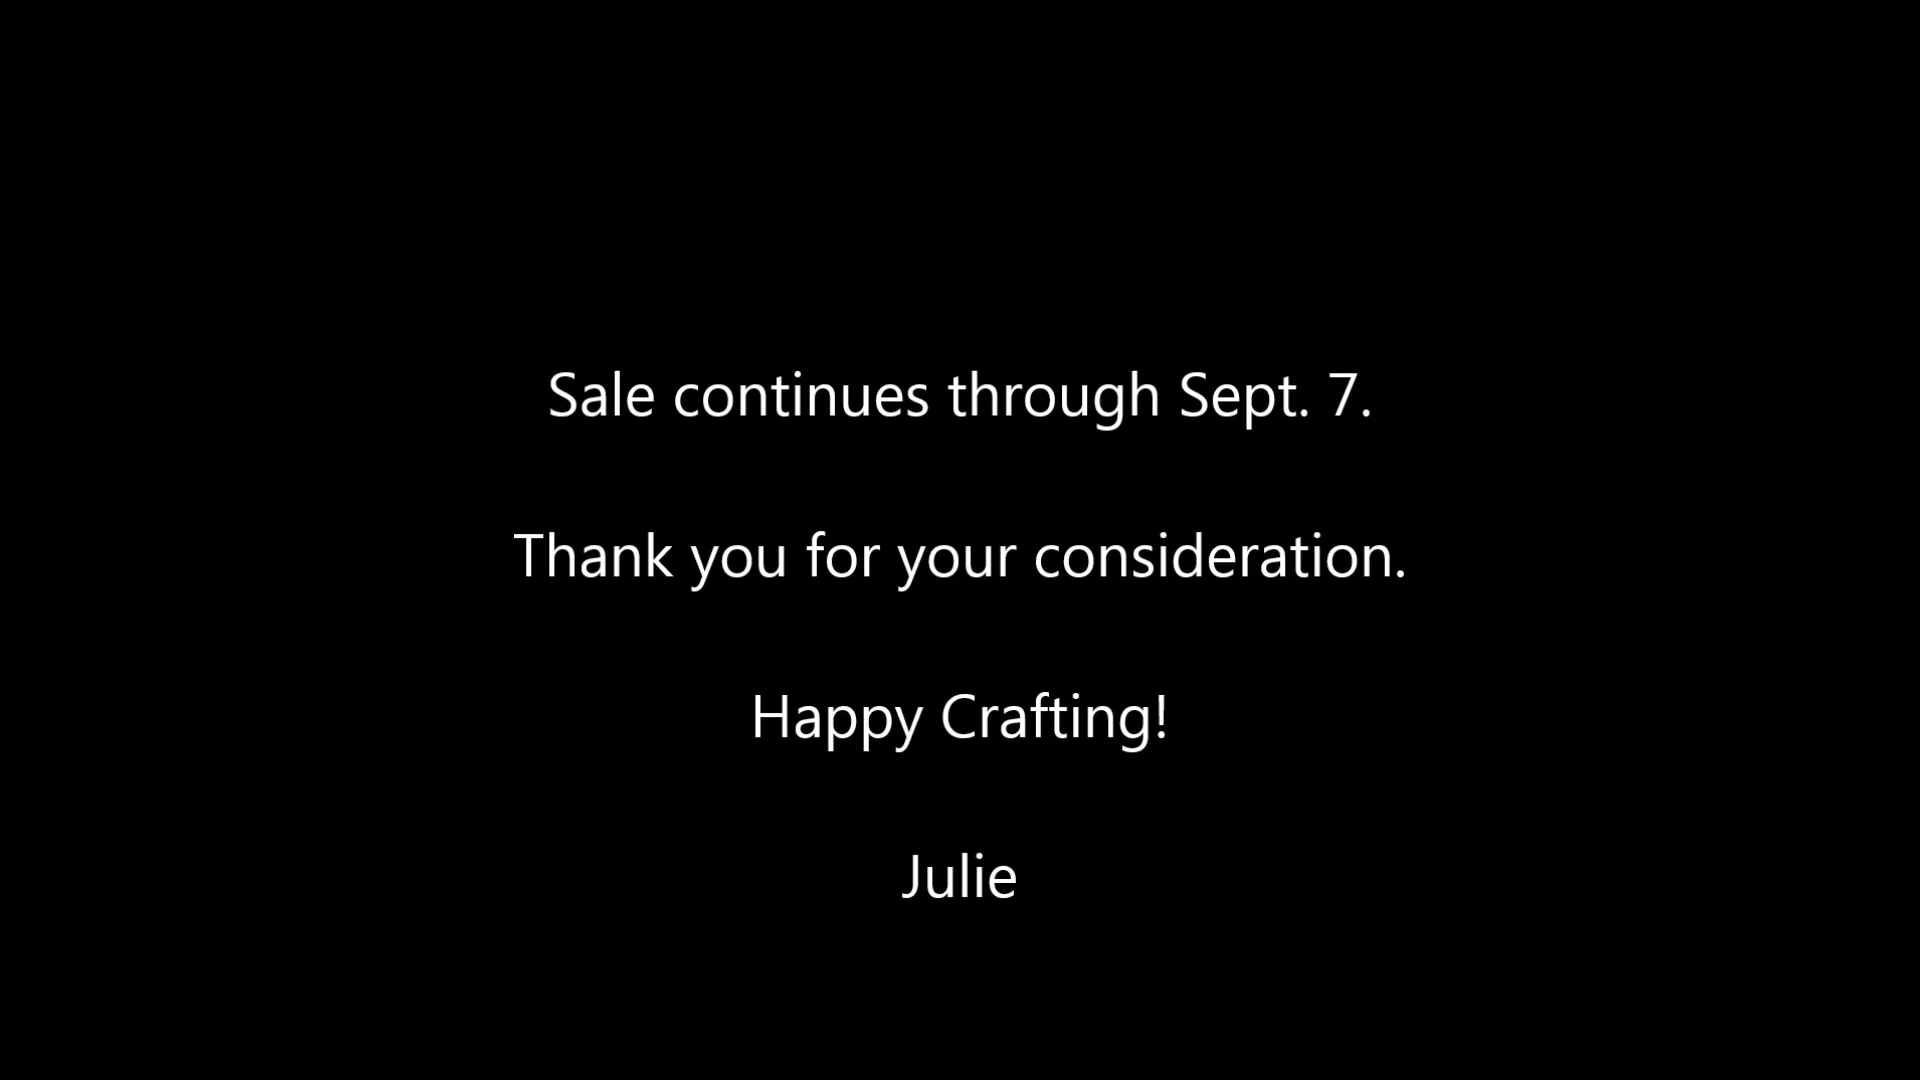 Sale continues through Sept. 7.
Thank you for your consideration.
Happy Crafting!
Julie